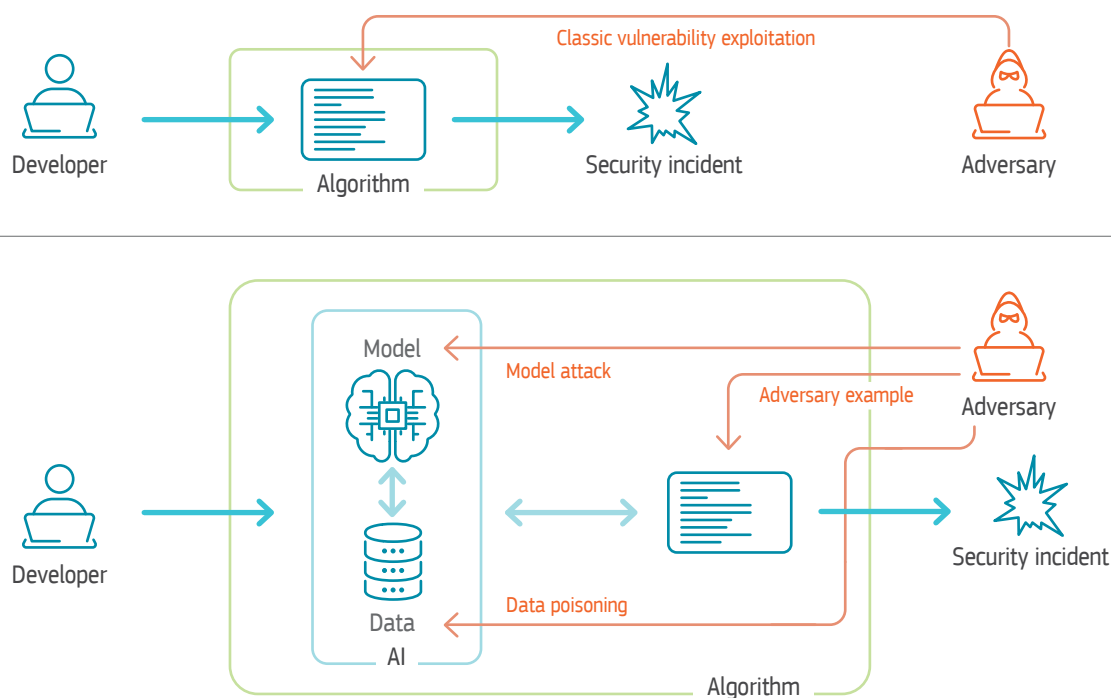 Classic vulnerability exploitation
Developer
Algorithm
Security incident
Adversary
Model
Model attack
Adversary example
Adversary
Developer
Security incident
Data poisoning
Data
AI
Algorithm